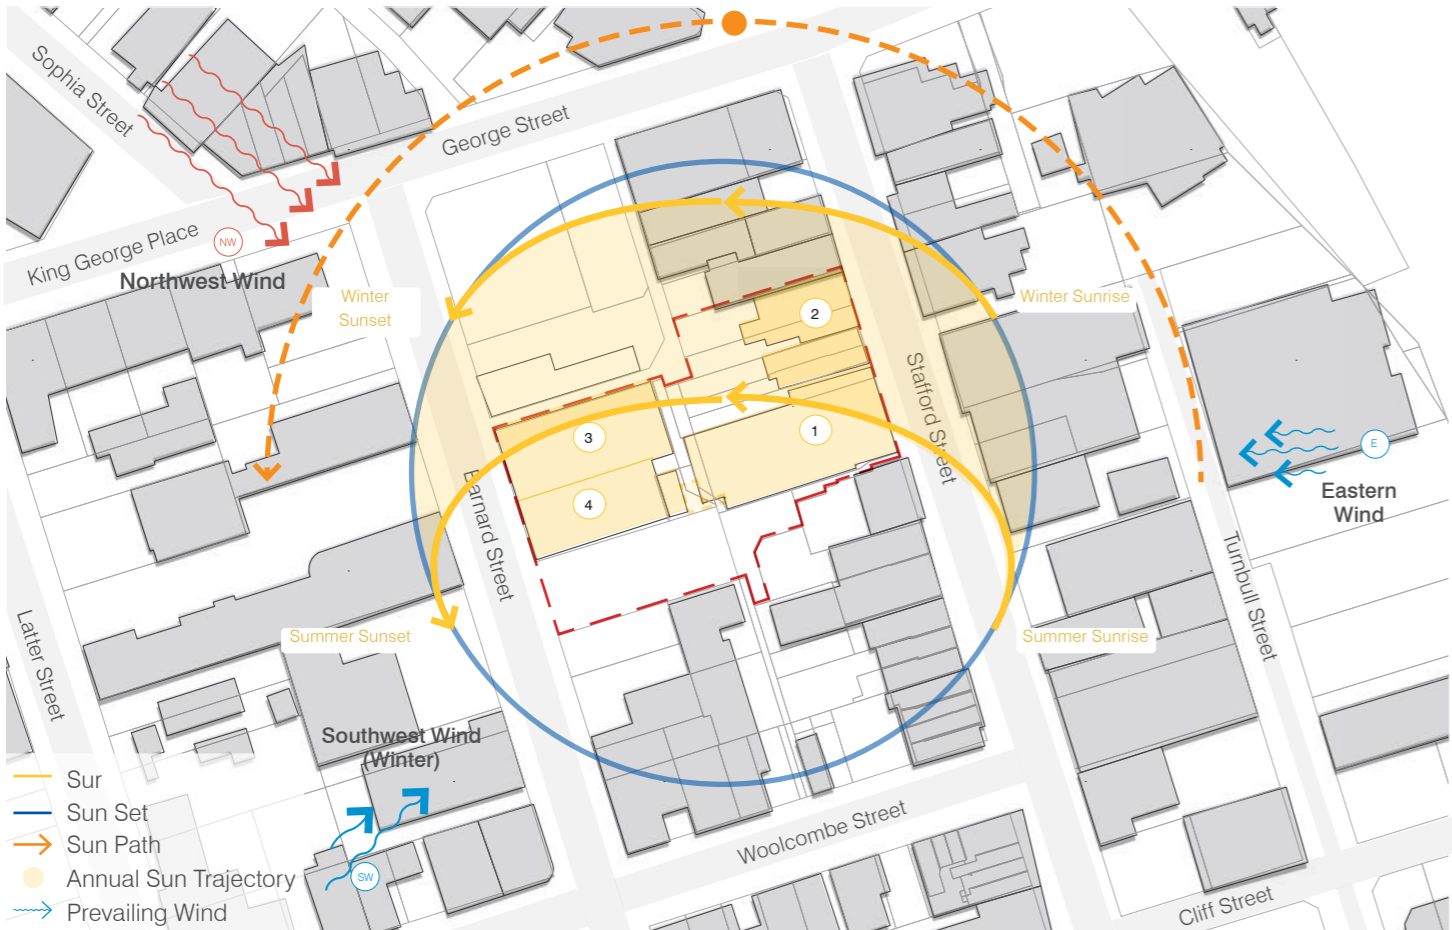 Sophia Street
George Street
King George Place
NW
Northwest Wind
Winter
Sunset
Winter Sunrise
2
Stafford Street
1
3
4
Barnard Street
E
Eastern
Wind
Turnbull Street
Latter Street
Summer Sunset
Summer Sunrise
Southwest Wind
(Winter)
SW
Woolcombe Street
Cliff Street
Sur
Sun Set
Sun Path
Annual Sun Trajectory
Prevailing Wind